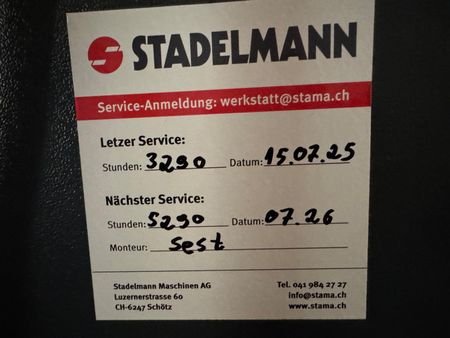 STADELMANN
Service-Anmeldung: werkstatt@stama.ch
Letzer Service:
Stunden: 3290 Datum: 15.07.25
Nächster Service:
Stunden: 5290 Datum: 07.26
Monteur: Sest
Stadelmann Maschinen AG
Luzernerstrasse 60
CH-6247 Schötz
Tel. 041 984 27 27
info@stama.ch
www.stama.ch